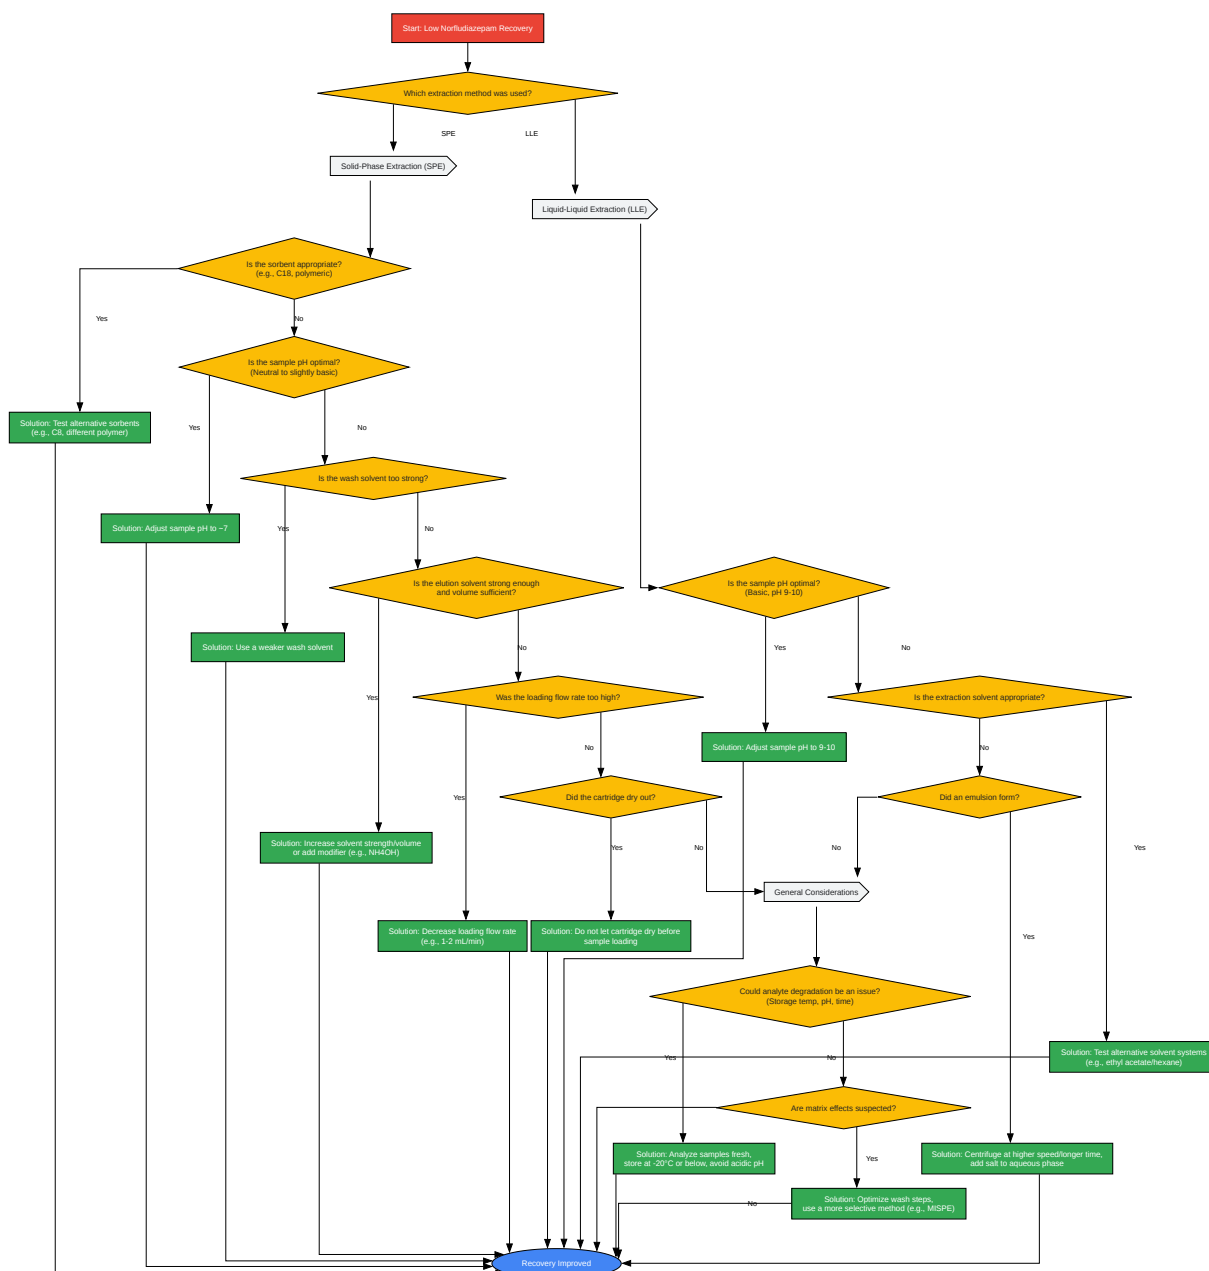 Start: Low Norfludiazepam Recovery
Which extraction method was used?
SPE
LLE
Solid-Phase Extraction (SPE)
Liquid-Liquid Extraction (LLE)
Is the sorbent appropriate?
(e.g., C18, polymeric)
Yes
No
Is the sample pH optimal?
(Neutral to slightly basic)
Solution: Test alternative sorbents
(e.g., C8, different polymer)
Yes
No
Is the wash solvent too strong?
Solution: Adjust sample pH to ~7
Yes
No
Is the elution solvent strong enough
and volume sufficient?
Is the sample pH optimal?
(Basic, pH 9-10)
Solution: Use a weaker wash solvent
No
Yes
No
Yes
Was the loading flow rate too high?
Is the extraction solvent appropriate?
No
Solution: Adjust sample pH to 9-10
No
Yes
Did the cartridge dry out?
Did an emulsion form?
Solution: Increase solvent strength/volume
or add modifier (e.g., NH4OH)
Yes
No
No
Yes
General Considerations
Solution: Decrease loading flow rate
(e.g., 1-2 mL/min)
Solution: Do not let cartridge dry before
sample loading
Yes
Could analyte degradation be an issue?
(Storage temp, pH, time)
Yes
No
Solution: Test alternative solvent systems
(e.g., ethyl acetate/hexane)
Are matrix effects suspected?
Solution: Analyze samples fresh,
store at -20°C or below, avoid acidic pH
Yes
Solution: Centrifuge at higher speed/longer time,
add salt to aqueous phase
No
Solution: Optimize wash steps,
use a more selective method (e.g., MISPE)
Recovery Improved